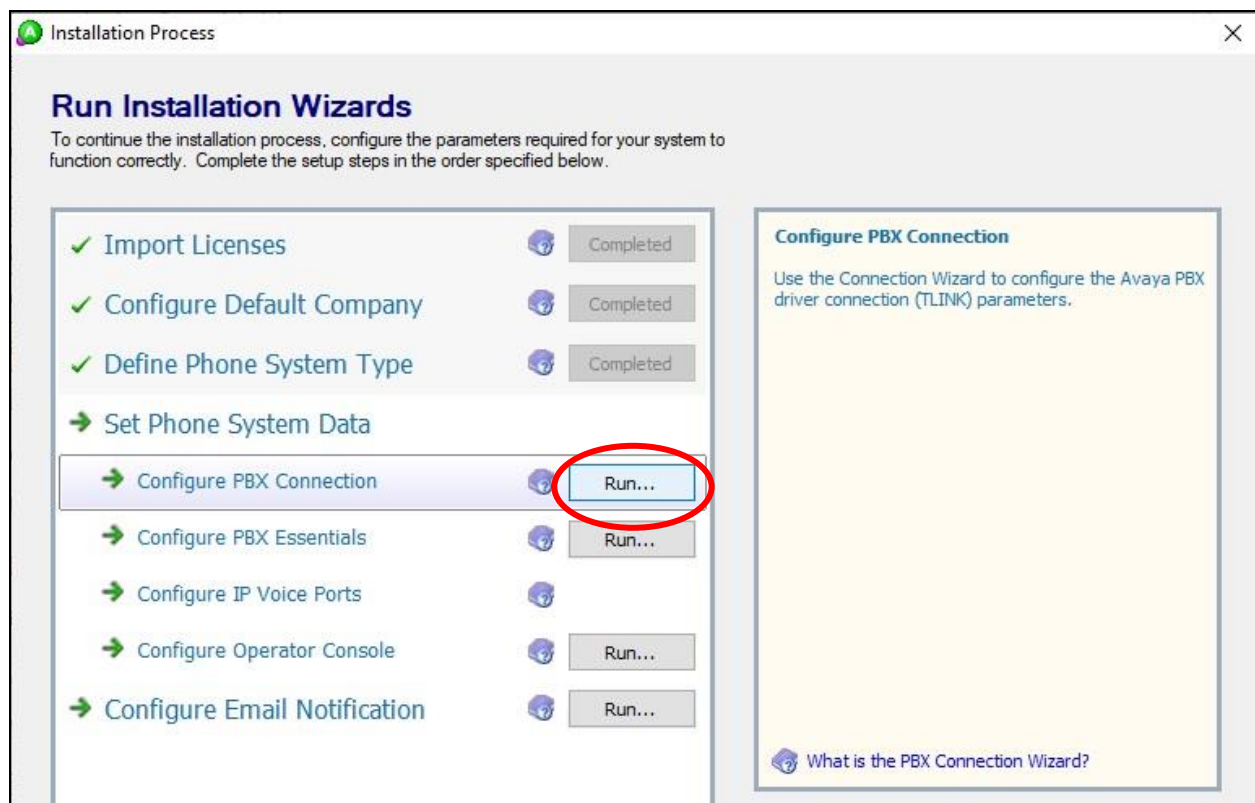 Installation Process
Run Installation Wizards
To continue the installation process, configure the parameters required for your system to
function correctly. Complete the setup steps in the order specified below.
Import Licenses
Completed
Configure Default Company
Completed
Define Phone System Type
Completed
Set Phone System Data
Configure PBX Connection
Run...
Configure PBX Essentials
Run...
Configure IP Voice Ports
Configure Operator Console
Run...
Configure Email Notification
Run...
Configure PBX Connection
Use the Connection Wizard to configure the Avaya PBX
driver connection (TLINK) parameters.
What is the PBX Connection Wizard?